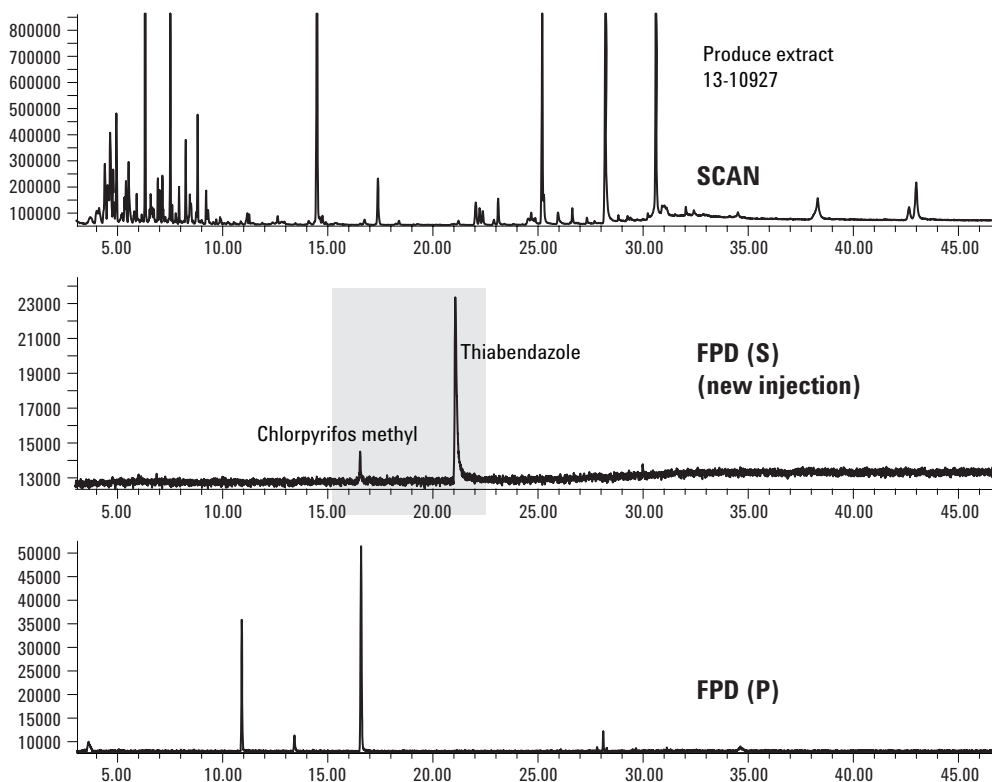 800000
700000
600000
500000
400000
300000
200000
100000
Produce extract
13-10927
SCAN
5.00 10.00 15.00 20.00 25.00 30.00 35.00 40.00 45.00
23000
21000
19000
17000
15000
13000
Thiabendazole
Chlorpyrifos methyl
FPD (S)
(new injection)
5.00 10.00 15.00 20.00 25.00 30.00 35.00 40.00 45.00
50000
45000
40000
35000
30000
25000
20000
15000
10000
FPD (P)
5.00 10.00 15.00 20.00 25.00 30.00 35.00 40.00 45.00